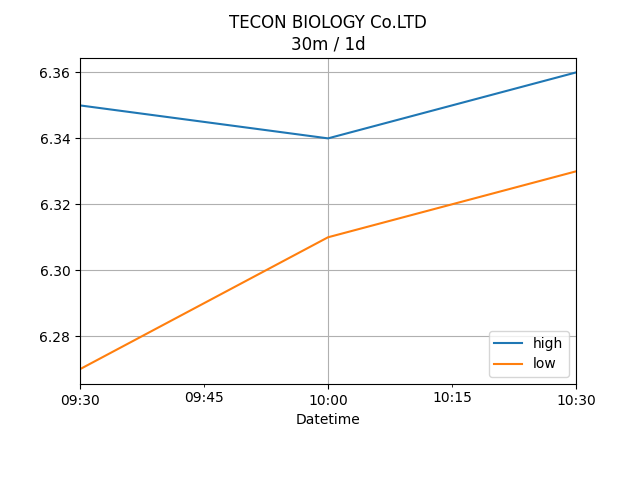 TECON BIOLOGY Co.LTD
30m / 1d
6.36
6.34
6.32
6.30
6.28
high
low
09:30 09:45 10:00 10:15 10:30
Datetime